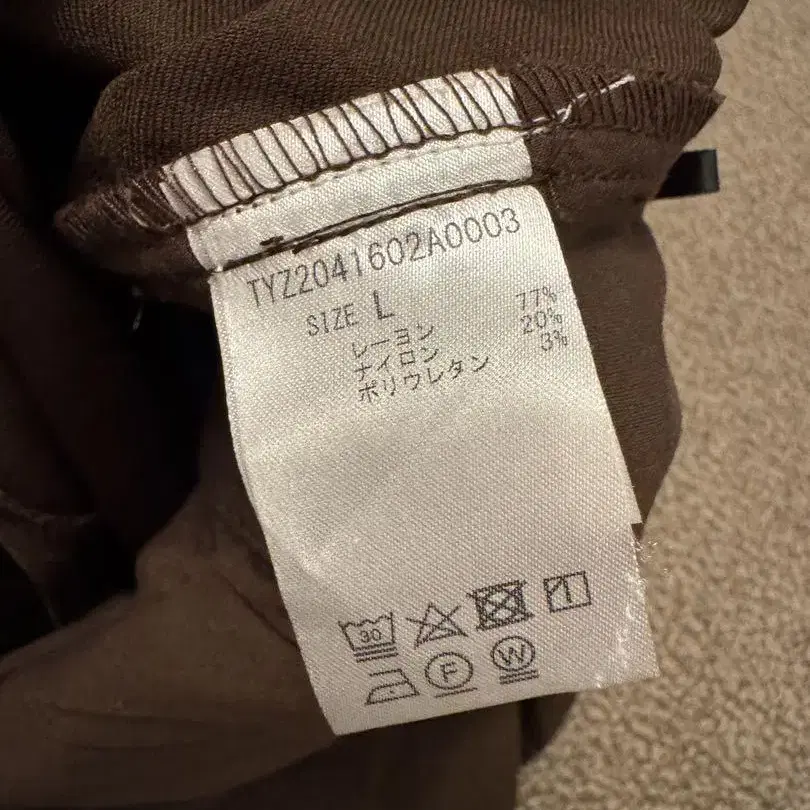 TYZ2041602A0003
SIZE L
レーヨン 77%
ナイロン 20%
ポリウレタン 3%
30
F W